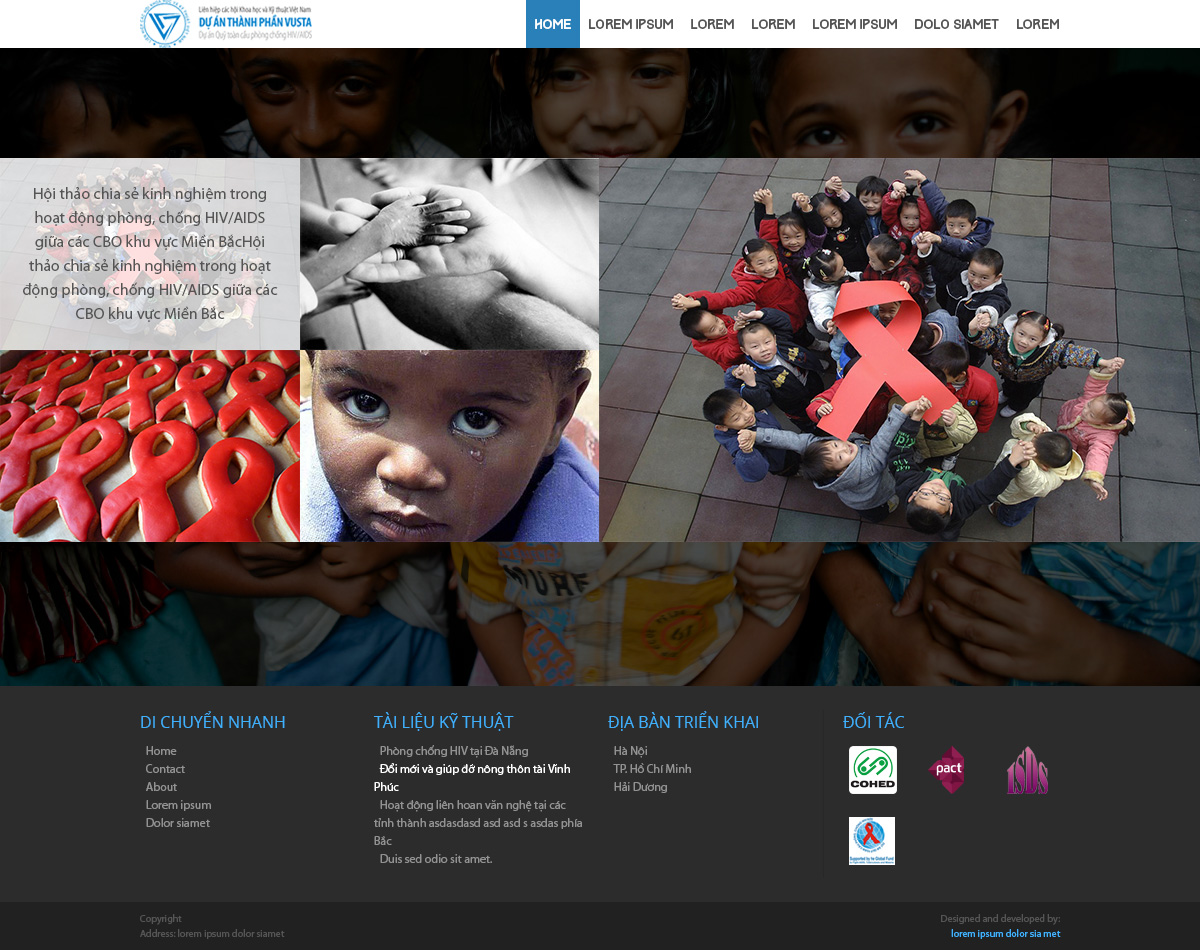 Liên hiệp các hội Khoa học và Kỹ thuật Việt Nam
DỰ ÁN THÀNH PHẦN VUSTA
Dự án Quỹ toàn cầu phòng chống HIV/AIDS
HOME LOREM IPSUM LOREM LOREM LOREM IPSUM DOLO SIAMET LOREM
Hội thảo chia sẻ kinh nghiệm trong
hoạt động phòng, chống HIV/AIDS
giữa các CBO khu vực Miền BắcHội
thảo chia sẻ kinh nghiệm trong hoạt
động phòng, chống HIV/AIDS giữa các
CBO khu vực Miền Bắc
DI CHUYỂN NHANH
Home
Contact
About
Lorem ipsum
Dolor siamet
TÀI LIỆU KỸ THUẬT
Phòng chống HIV tại Đà Nẵng
Đổi mới và giúp đỡ nông thôn tài Vĩnh
Phúc
Hoạt động liên hoan văn nghệ tại các
tỉnh thành asdasdasd asd asd s asdas phía
Bắc
Duis sed odio sit amet.
ĐỊA BÀN TRIỂN KHAI
Hà Nội
TP. Hồ Chí Minh
Hải Dương
ĐỐI TÁC
COHED
pact
Copyright
Address: lorem ipsum dolor siamet
Designed and developed by:
lorem ipsum dolor sia met